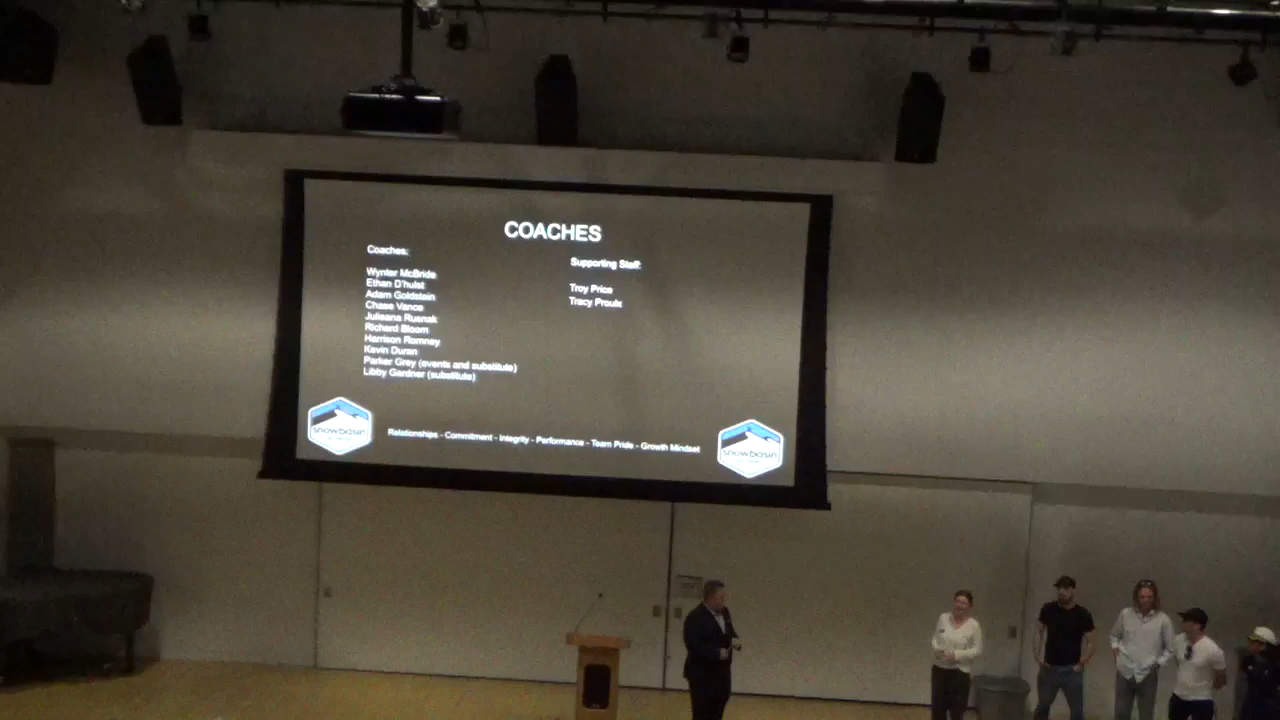 COACHES
Coaches:
Wynter McBride
Ethan D'hulst
Adam Goldstein
Chase Vance
Julieana Rusnak
Richard Bloom
Harrison Romney
Kevin Duran
Parker Grey (events and substitute)
Libby Gardner (substitute)
Supporting Staff:
Troy Price
Tracy Proulx
snowbasin
Relationships - Commitment - Integrity - Performance - Team Pride - Growth Mindset
snowbasin